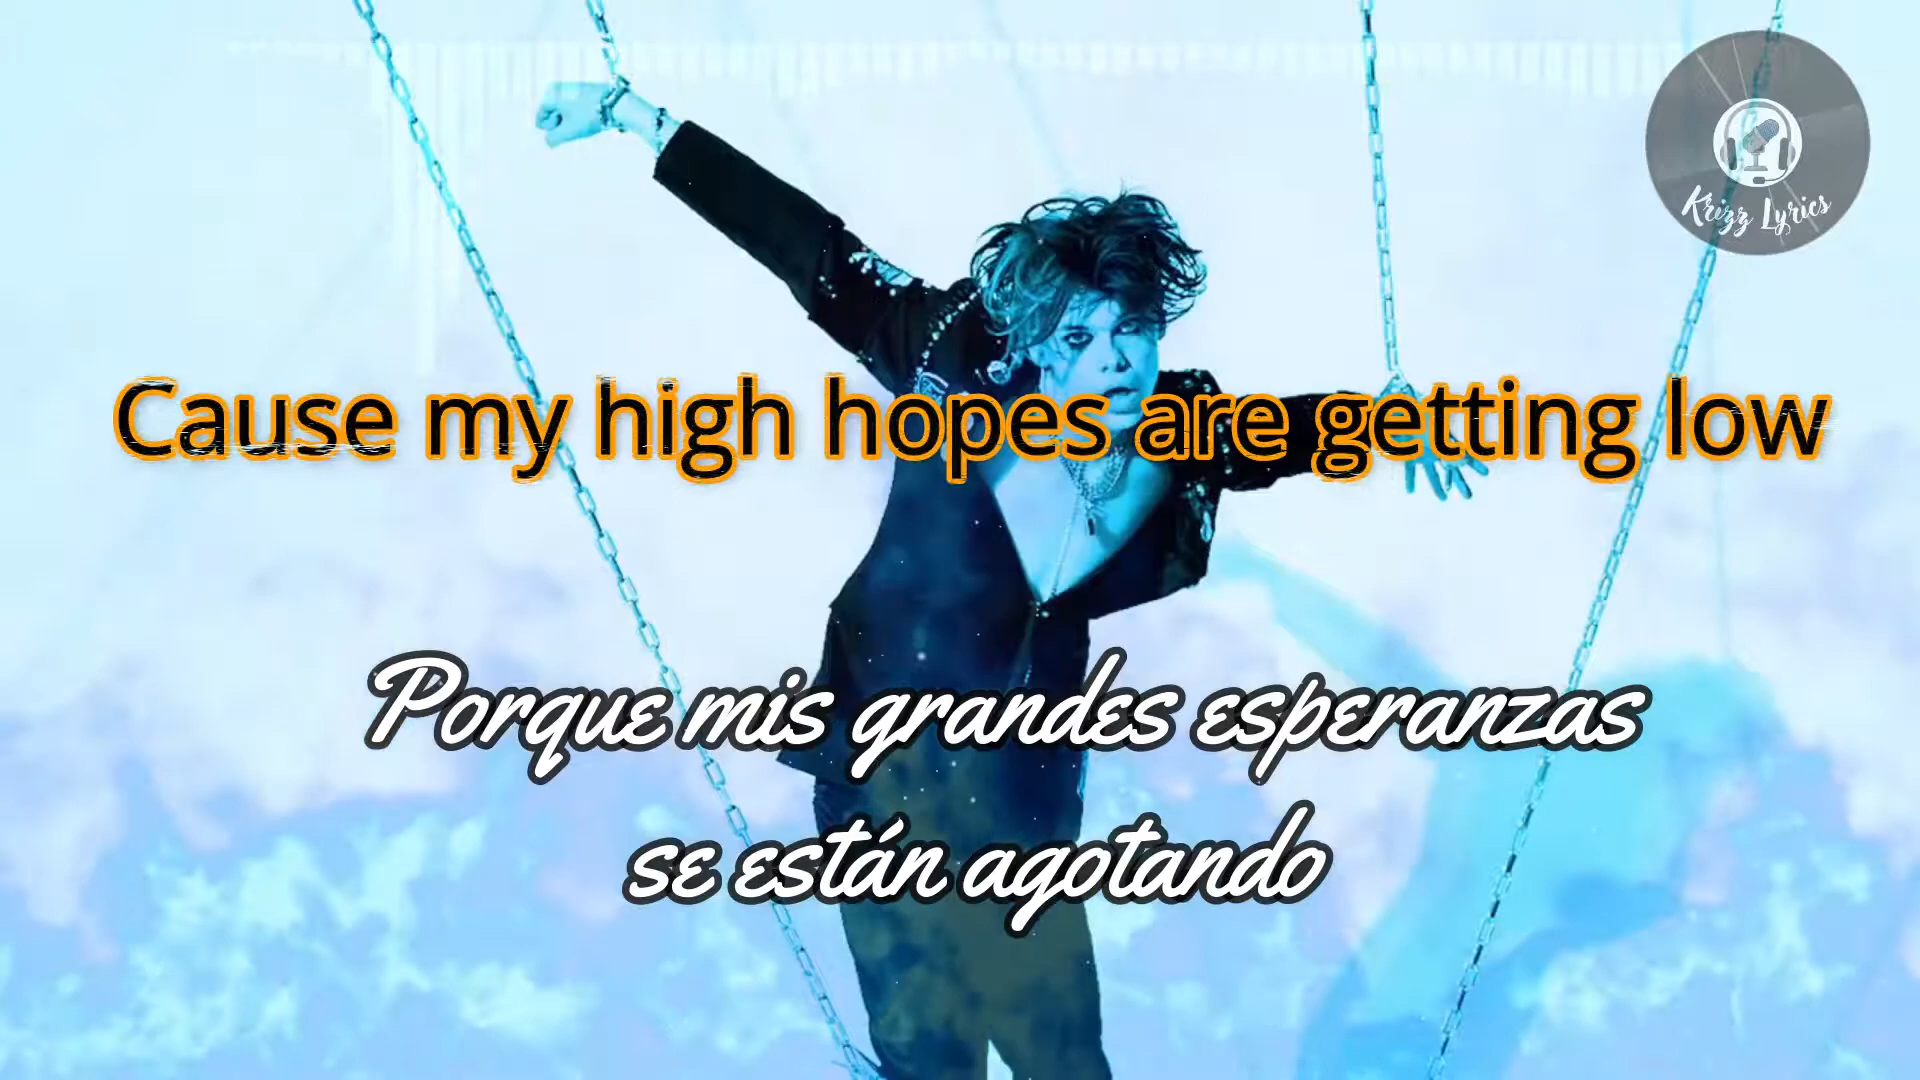 Krizz Lyrics
Cause my high hopes are getting low
Porque mis grandes esperanzas
se están agotando